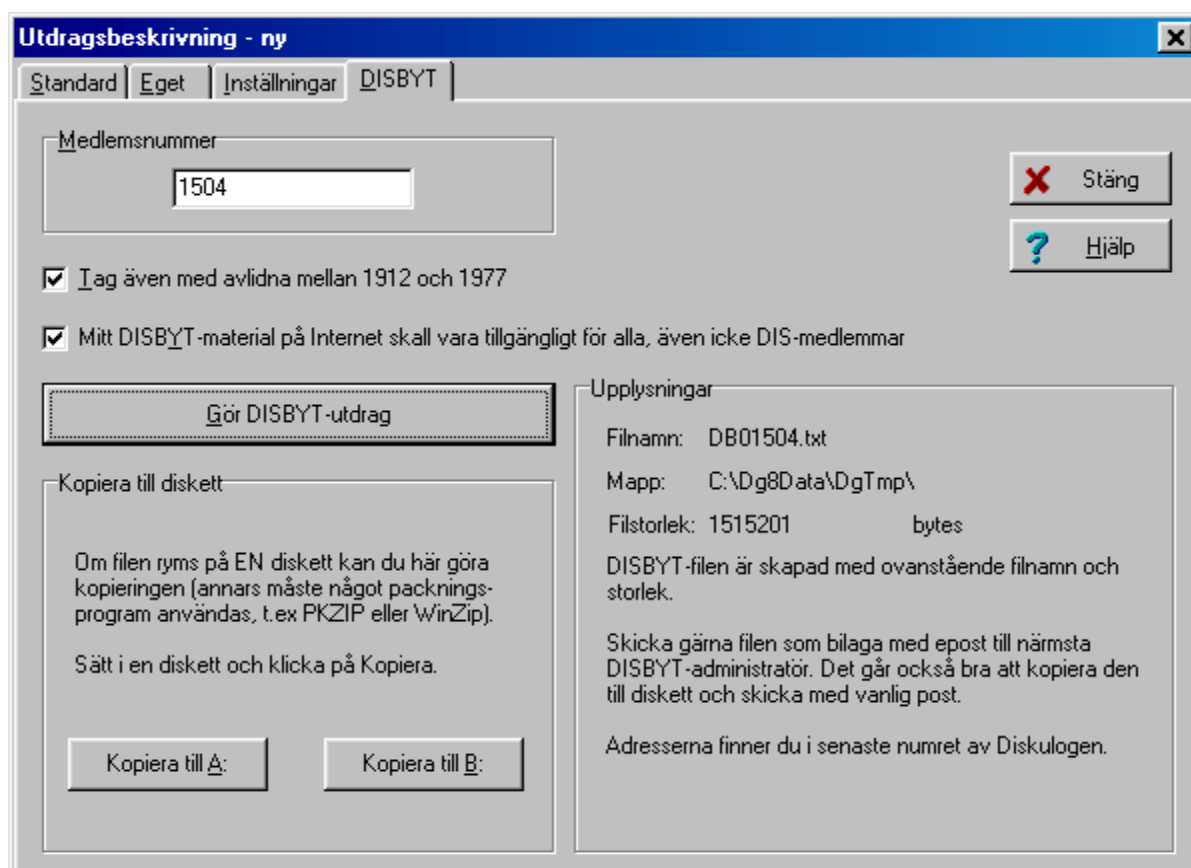 Utdragsbeskrivning - ny
Standard Eget Inställningar DISBYT
Medlemsnummer
1504
Stäng
Hjälp
Tag även med avlidna mellan 1912 och 1977
Mitt DISBYT-material på Internet skall vara tillgängligt för alla, även icke DIS-medlemmar
Gör DISBYT-utdrag
Kopiera till diskett
Om filen ryms på EN diskett kan du här göra
kopieringen (annars måste något packnings-
program användas, t.ex PKZIP eller WinZip).
Sätt i en diskett och klicka på Kopiera.
Kopiera till A:
Kopiera till B:
Upplysningar
Filnamn: DB01504.txt
Mapp: C:\Dg8Data\DgTmp\
Filstorlek: 1515201 bytes
DISBYT-filen är skapad med ovanstående filnamn och
storlek.
Skicka gärna filen som bilaga med epost till närmsta
DISBYT-administratör. Det går också bra att kopiera den
till diskett och skicka med vanlig post.
Adresserna finner du i senaste numret av Diskulogen.